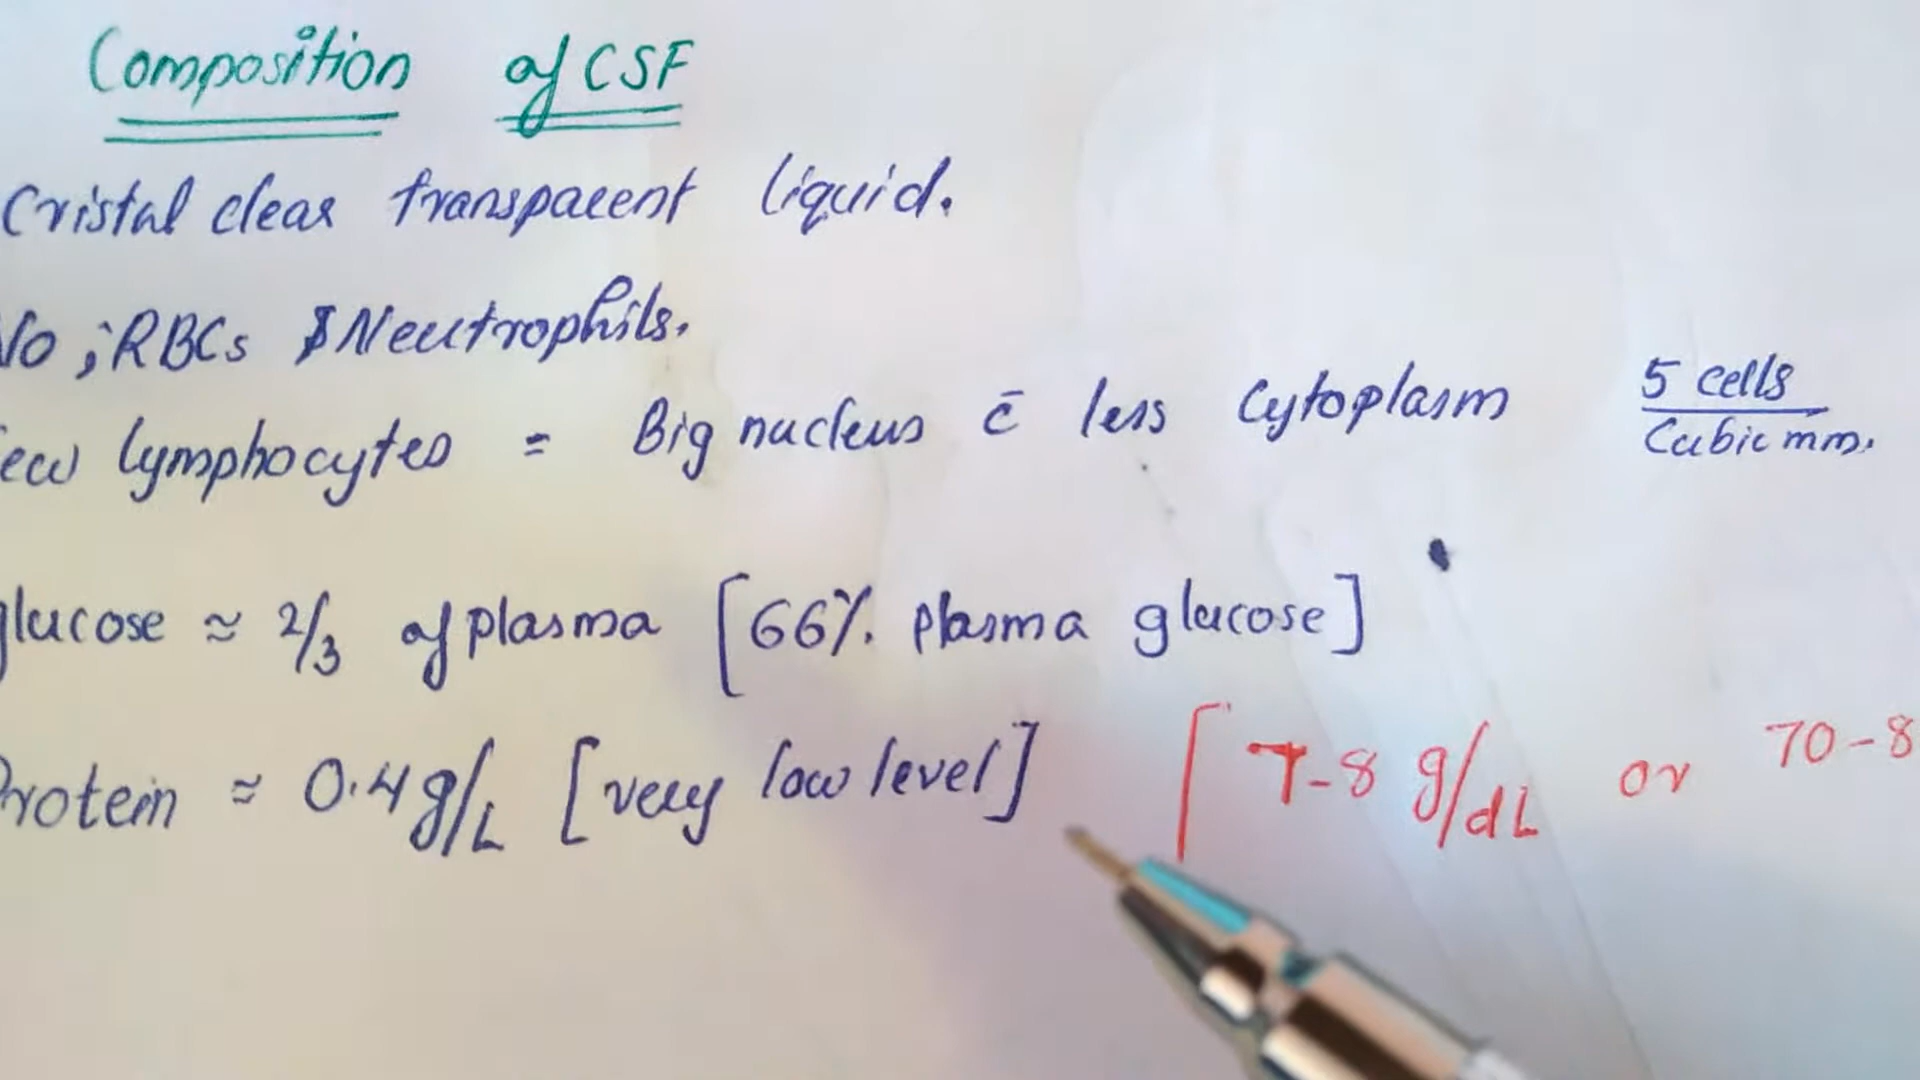 Composition of CSF
Cristal clear transpacent liquid.
No ; RBCs & Neutrophils.
few lymphocytes = Big nucleus c̄ less Cytoplasm 5 cells
Cubic mm.
glucose ≈ 2/3 of plasma [66% plasma glucose]
Protein ≈ 0.4g/L [very low level] [7-8 g/dL or 70-8